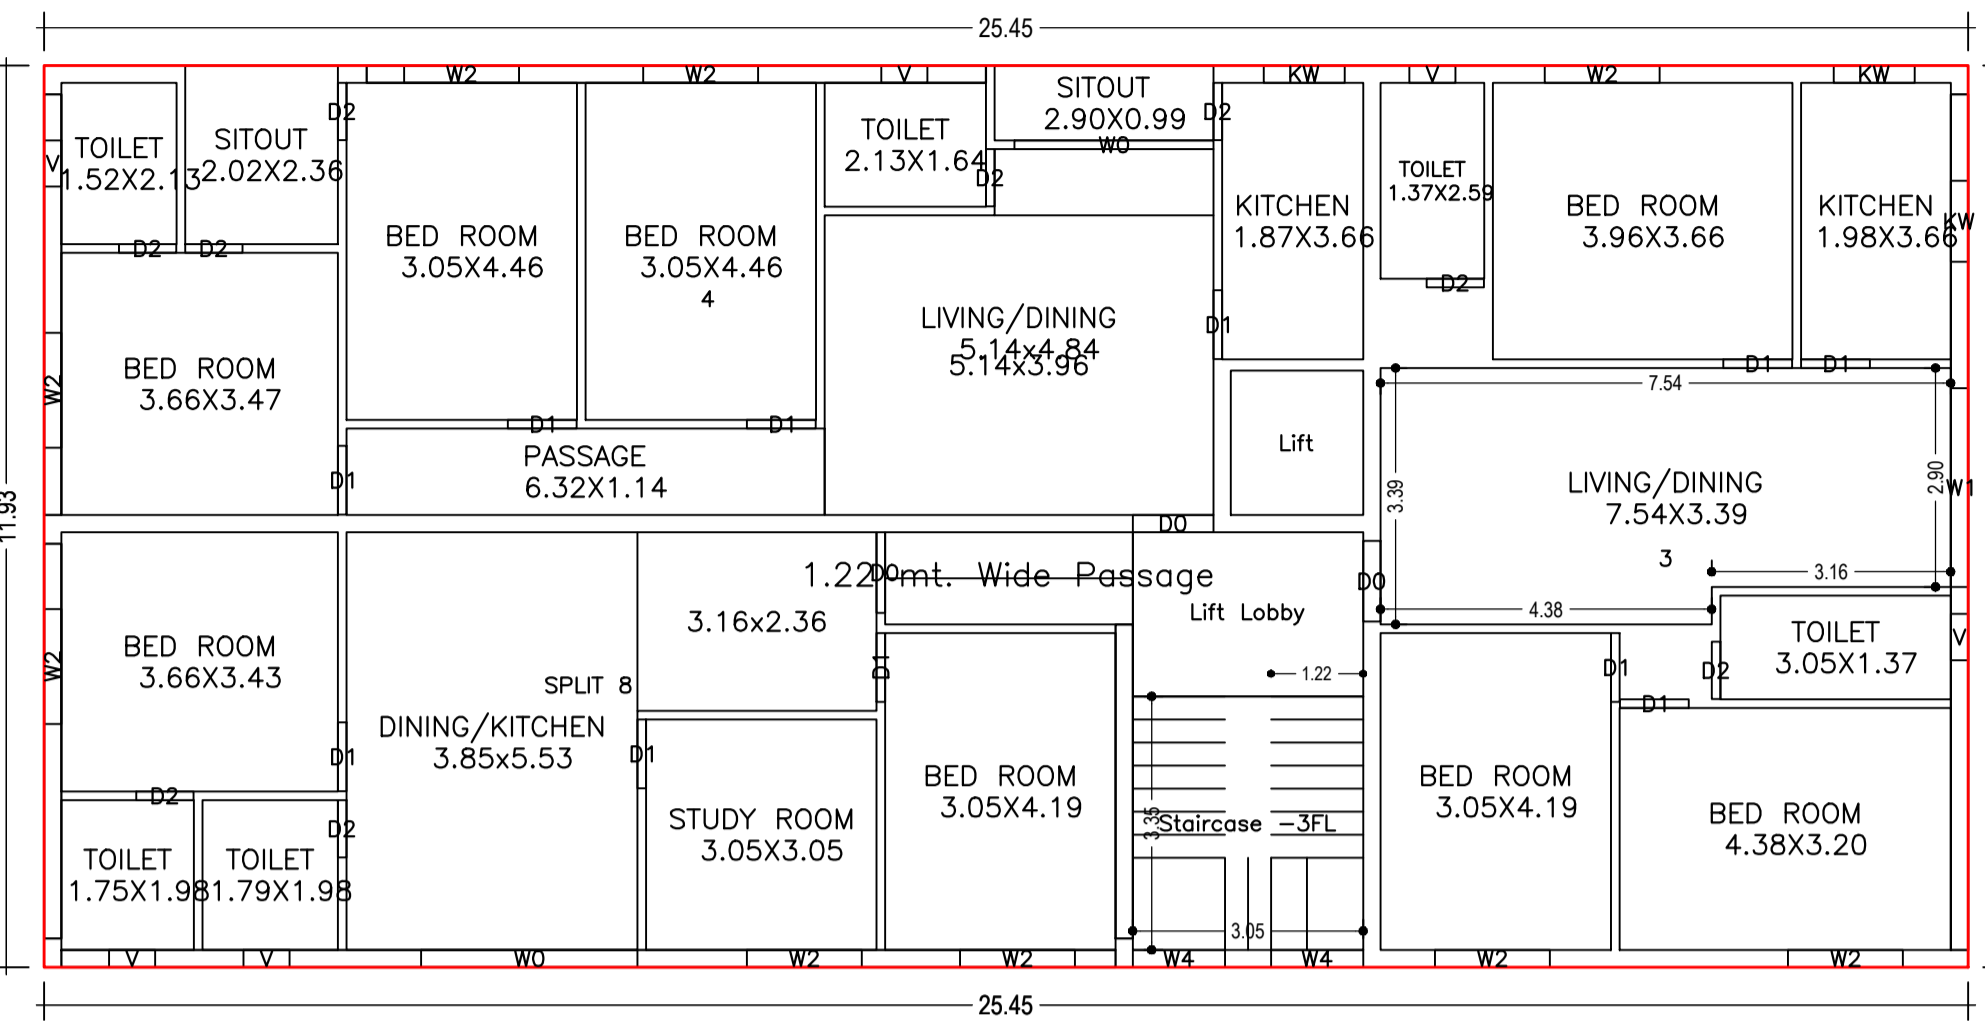 25.45
W2
W2
V
KW
V
W2
KW
D2
SITOUT
2.90X0.99
D2
TOILET
1.52X2.13
SITOUT
2.02X2.36
V
TOILET
2.13X1.64
W0
D2
TOILET
1.37X2.59
KITCHEN
1.87X3.66
BED ROOM
3.96X3.66
KITCHEN
1.98X3.66
KW
D2
D2
BED ROOM
3.05X4.46
BED ROOM
3.05X4.46
4
D2
LIVING/DINING
5.14x4.84
5.14x3.96
D1
BED ROOM
3.66X3.47
W2
D1
D1
7.54
D1
D1
Lift
PASSAGE
6.32X1.14
D1
3.39
2.90
LIVING/DINING
7.54X3.39
W1
3
11.93
D0
1.22 mt. Wide Passage
D0
D0
3.16
Lift Lobby
4.38
3.16x2.36
BED ROOM
3.66X3.43
W2
TOILET
3.05X1.37
V
D1
1.22
D1
D2
SPLIT 8
D1
DINING/KITCHEN
3.85x5.53
D1
D1
BED ROOM
3.05X4.19
BED ROOM
3.05X4.19
D2
STUDY ROOM
3.05X3.05
D2
3.35
Staircase -3FL
BED ROOM
4.38X3.20
TOILET
1.75X1.98
TOILET
1.79X1.98
3.05
V
V
W0
W2
W2
W4
W4
W2
W2
25.45